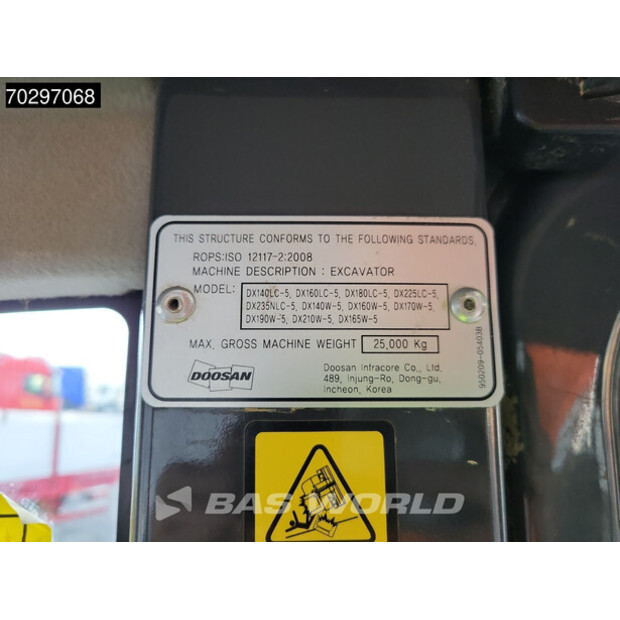 70297068
THIS STRUCTURE CONFORMS TO THE FOLLOWING STANDARDS.
ROPS:ISO 12117-2:2008
MACHINE DESCRIPTION : EXCAVATOR
MODEL: DX140LC-5, DX160LC-5, DX180LC-5, DX225LC-5,
DX235NLC-5, DX140W-5, DX160W-5, DX170W-5,
DX190W-5, DX210W-5, DX165W-5
MAX. GROSS MACHINE WEIGHT 25,000 Kg
DOOSAN
Doosan Infracore Co., Ltd.
489, Injung-Ro, Dong-gu,
Incheon, Korea
950209-05403B
BAS WORLD